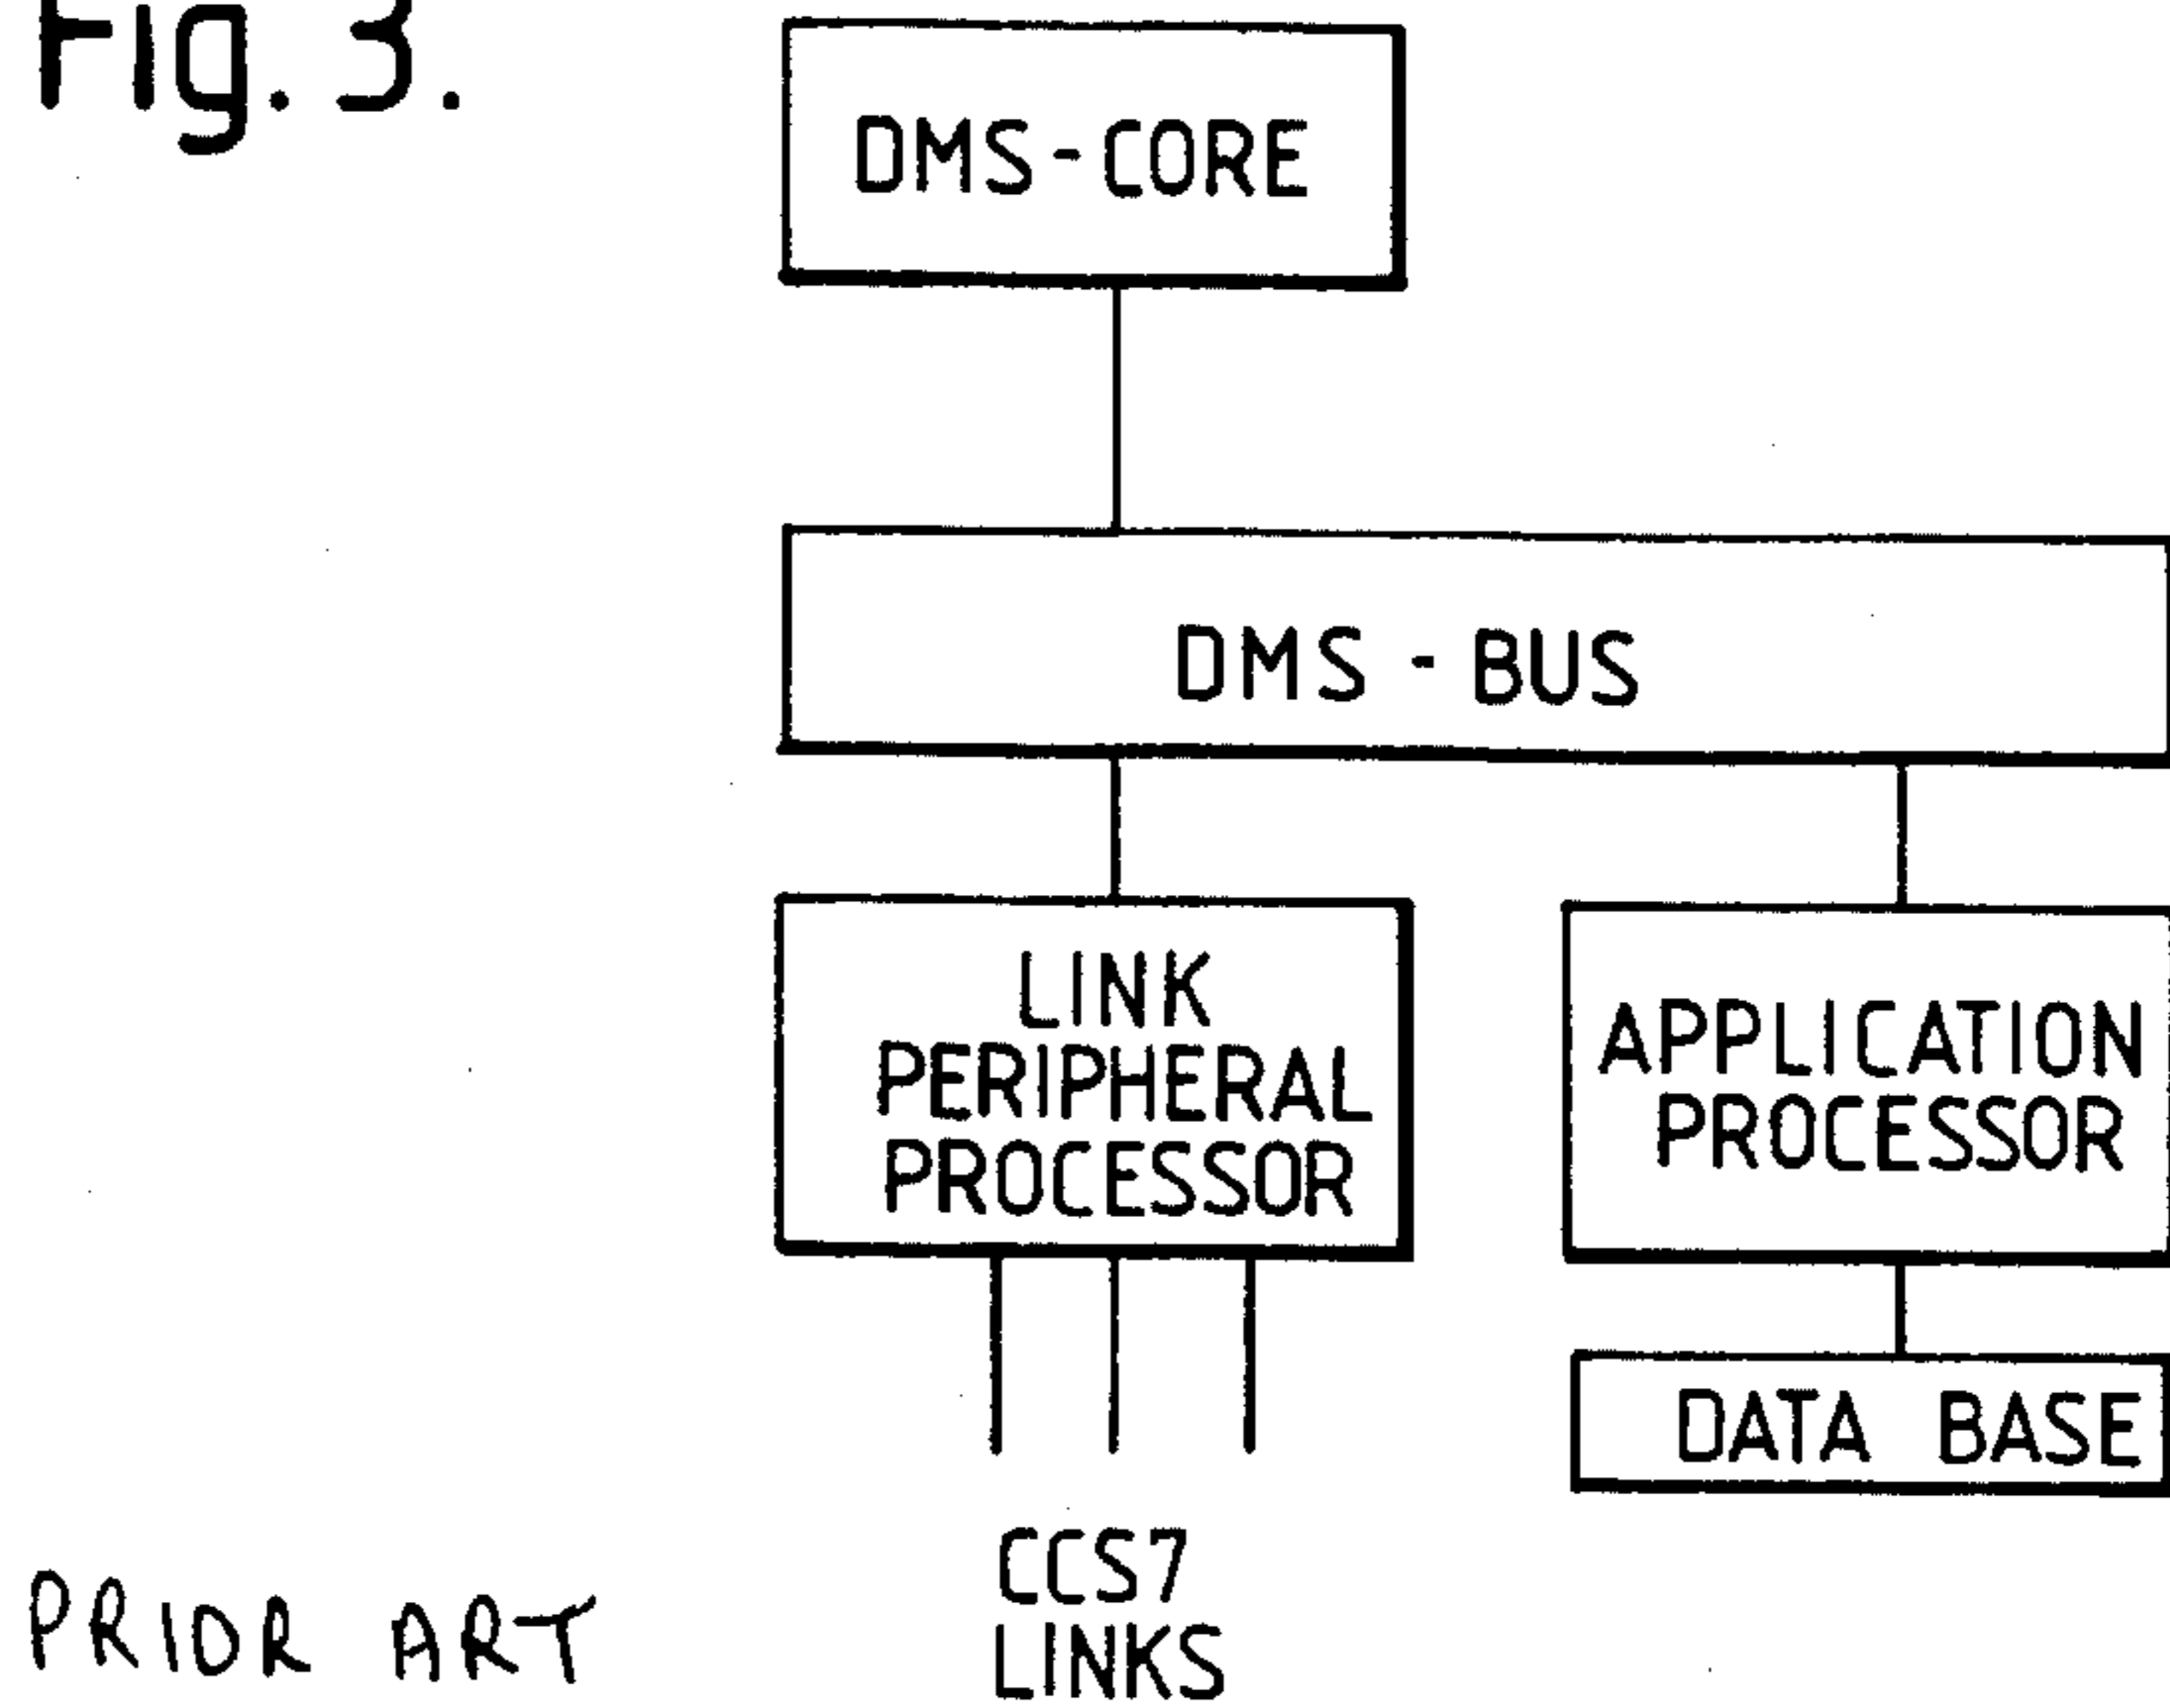 Fig. 3.
DMS-CORE
DMS - BUS
LINK
PERIPHERAL
PROCESSOR
APPLICATION
PROCESSOR
DATA BASE
CCS7
LINKS
PRIOR ART